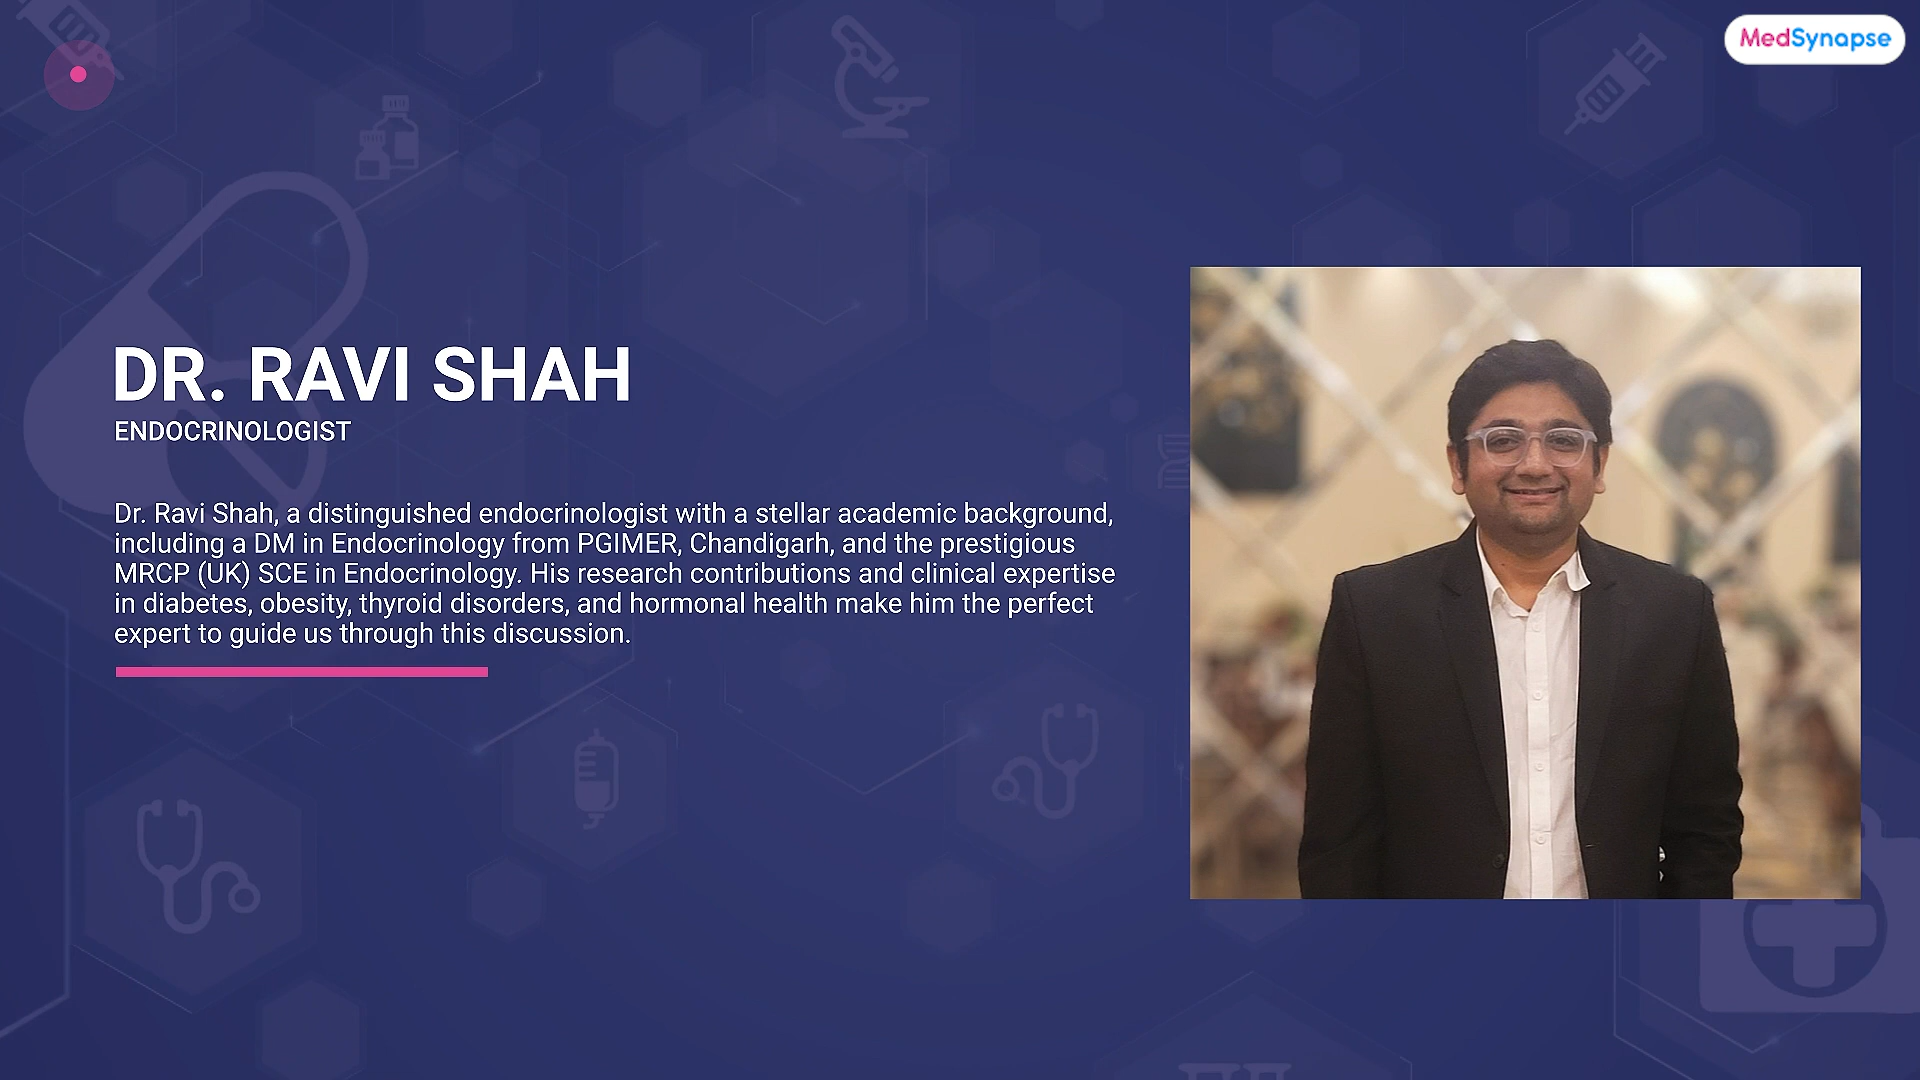 MedSynapse
DR. RAVI SHAH
ENDOCRINOLOGIST
Dr. Ravi Shah, a distinguished endocrinologist with a stellar academic background,
including a DM in Endocrinology from PGIMER, Chandigarh, and the prestigious
MRCP (UK) SCE in Endocrinology. His research contributions and clinical expertise
in diabetes, obesity, thyroid disorders, and hormonal health make him the perfect
expert to guide us through this discussion.